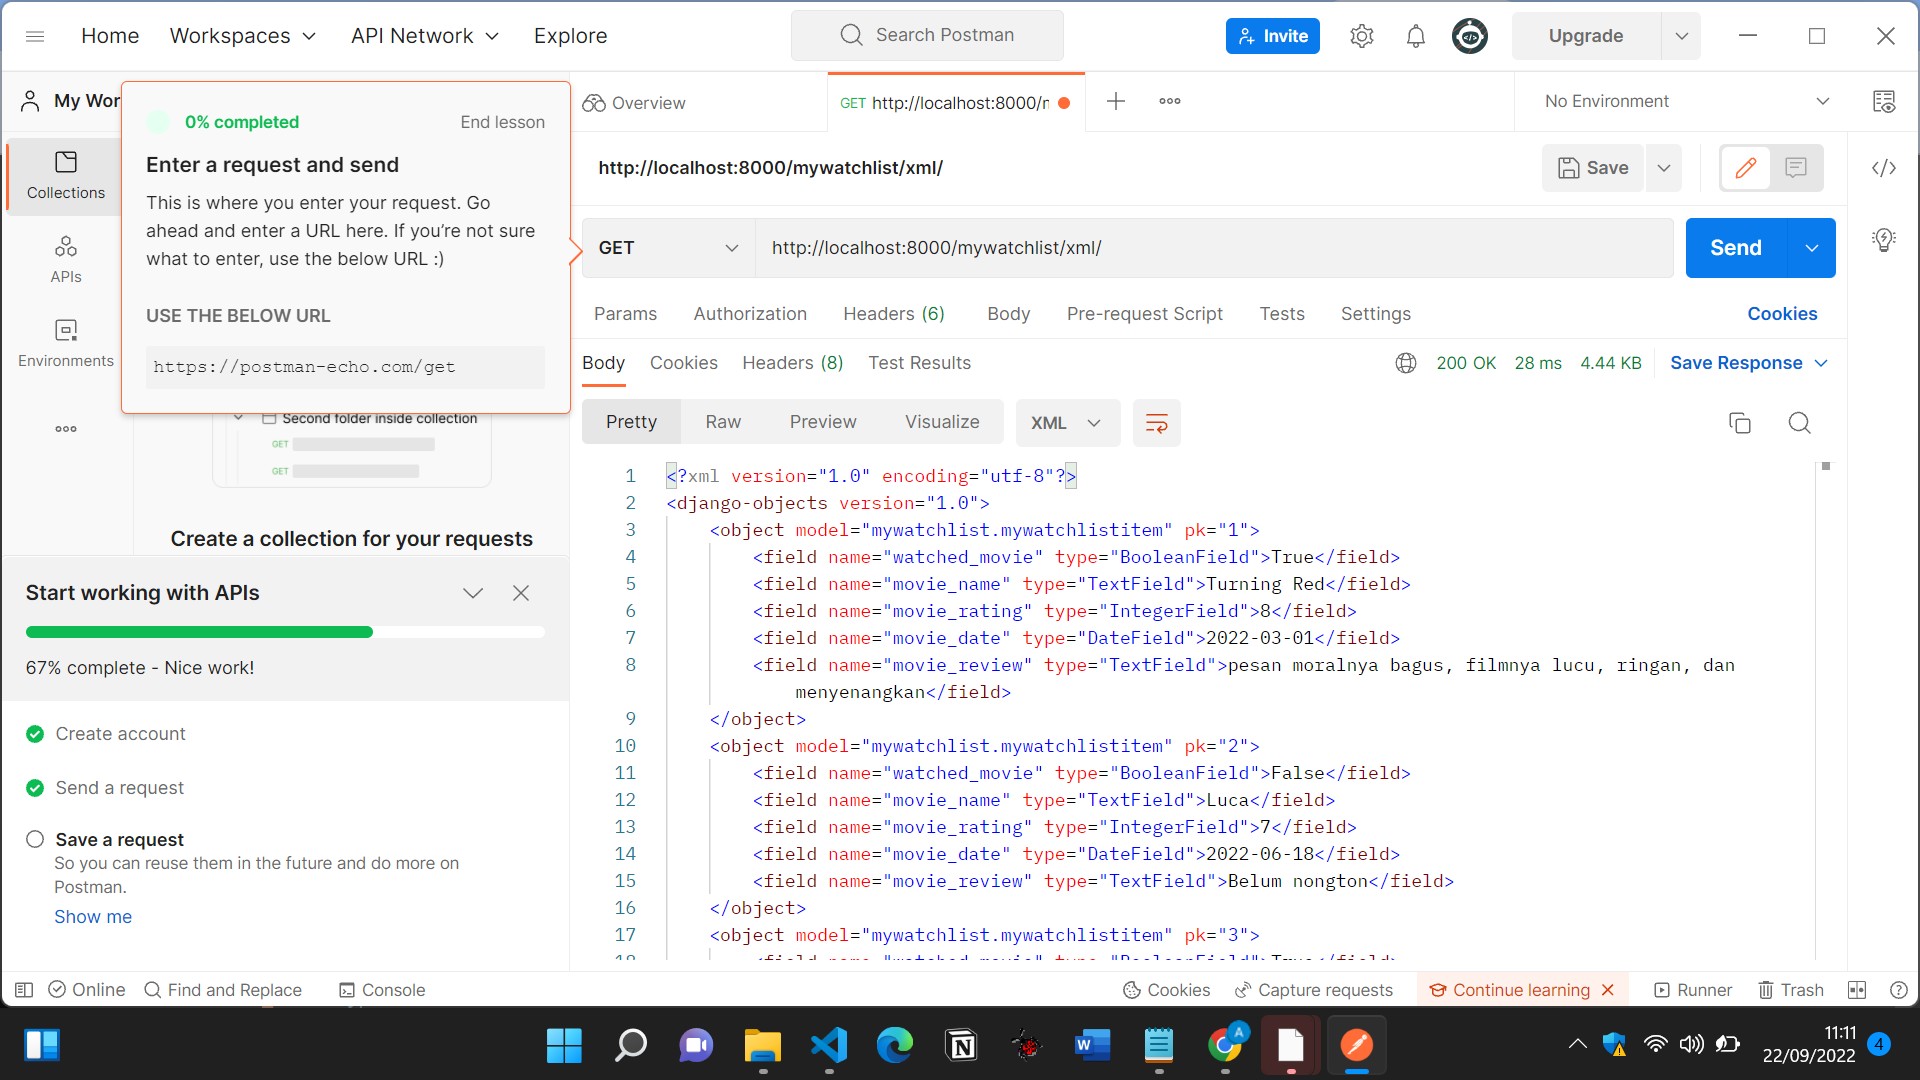 Home Workspaces API Network Explore Search Postman Invite Upgrade
My Wor
0% completed End lesson
Enter a request and send
This is where you enter your request. Go
ahead and enter a URL here. If you’re not sure
what to enter, use the below URL :)
USE THE BELOW URL
https://postman-echo.com/get
Collections
APIs
Environments
Second folder inside collection
GET
GET
Create a collection for your requests
Start working with APIs
67% complete - Nice work!
Create account
Send a request
Save a request
So you can reuse them in the future and do more on
Postman.
Show me
Overview GET http://localhost:8000/ No Environment
http://localhost:8000/mywatchlist/xml/ Save
GET http://localhost:8000/mywatchlist/xml/ Send
Params Authorization Headers (6) Body Pre-request Script Tests Settings Cookies
Body Cookies Headers (8) Test Results 200 OK 28 ms 4.44 KB Save Response
Pretty Raw Preview Visualize XML
1 <?xml version="1.0" encoding="utf-8"?>
2 <django-objects version="1.0">
3 <object model="mywatchlist.mywatchlistitem" pk="1">
4 <field name="watched_movie" type="BooleanField">True</field>
5 <field name="movie_name" type="TextField">Turning Red</field>
6 <field name="movie_rating" type="IntegerField">8</field>
7 <field name="movie_date" type="DateField">2022-03-01</field>
8 <field name="movie_review" type="TextField">pesan moralnya bagus, filmnya lucu, ringan, dan
menyenangkan</field>
9 </object>
10 <object model="mywatchlist.mywatchlistitem" pk="2">
11 <field name="watched_movie" type="BooleanField">False</field>
12 <field name="movie_name" type="TextField">Luca</field>
13 <field name="movie_rating" type="IntegerField">7</field>
14 <field name="movie_date" type="DateField">2022-06-18</field>
15 <field name="movie_review" type="TextField">Belum nongton</field>
16 </object>
17 <object model="mywatchlist.mywatchlistitem" pk="3">
Online Find and Replace Console Cookies Capture requests Continue learning Runner Trash
A
N
W
11:11
22/09/2022 4